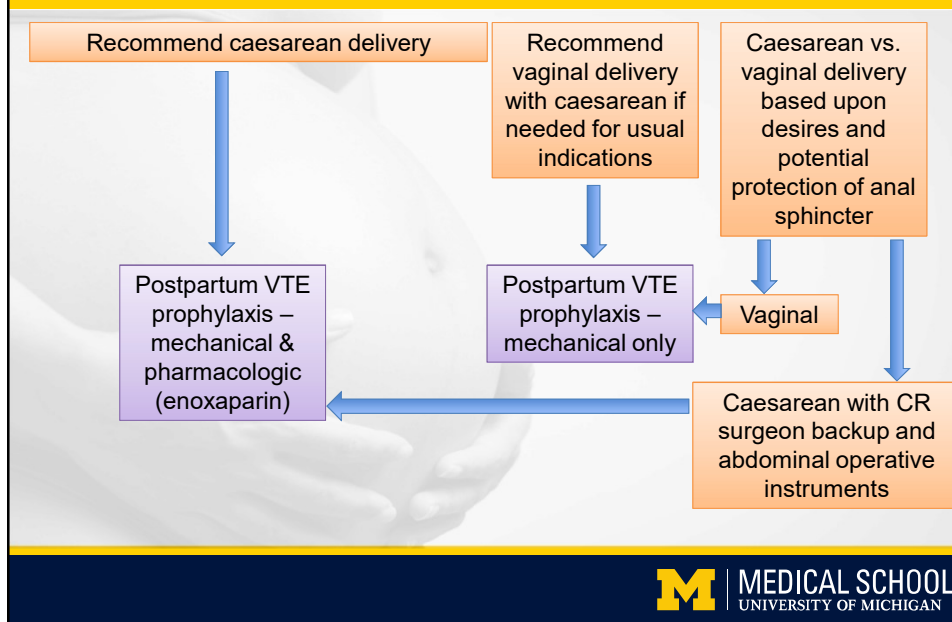 Recommend caesarean delivery
Recommend
vaginal delivery
with caesarean if
needed for usual
indications
Caesarean vs.
vaginal delivery
based upon
desires and
potential
protection of anal
sphincter
Postpartum VTE
prophylaxis –
mechanical &
pharmacologic
(enoxaparin)
Postpartum VTE
prophylaxis –
mechanical only
Vaginal
Caesarean with CR
surgeon backup and
abdominal operative
instruments
M
MEDICAL SCHOOL
UNIVERSITY OF MICHIGAN